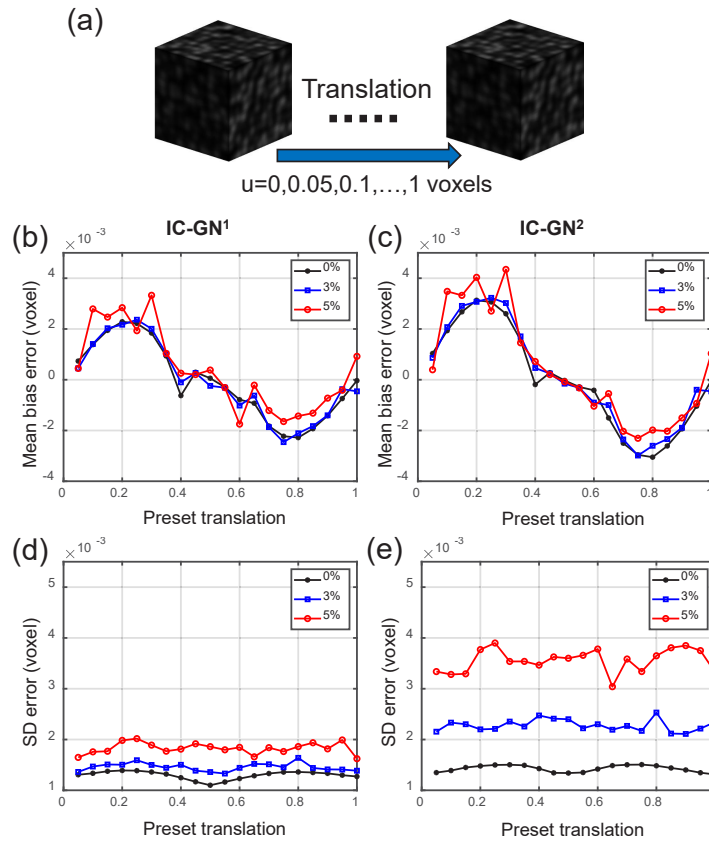 (a)
Translation
u=0,0.05,0.1,…,1 voxels
(b) IC-GN¹
× 10⁻³
Mean bias error (voxel)
4
2
0
-2
-4
0 0.2 0.4 0.6 0.8 1
Preset translation
0%
3%
5%
(c) IC-GN²
× 10⁻³
Mean bias error (voxel)
4
2
0
-2
-4
0 0.2 0.4 0.6 0.8
Preset translation
0%
3%
5%
(d)
× 10⁻³
SD error (voxel)
5
4
3
2
1
0 0.2 0.4 0.6 0.8 1
Preset translation
0%
3%
5%
(e)
× 10⁻³
SD error (voxel)
5
4
3
2
1
0 0.2 0.4 0.6 0.8
Preset translation
0%
3%
5%